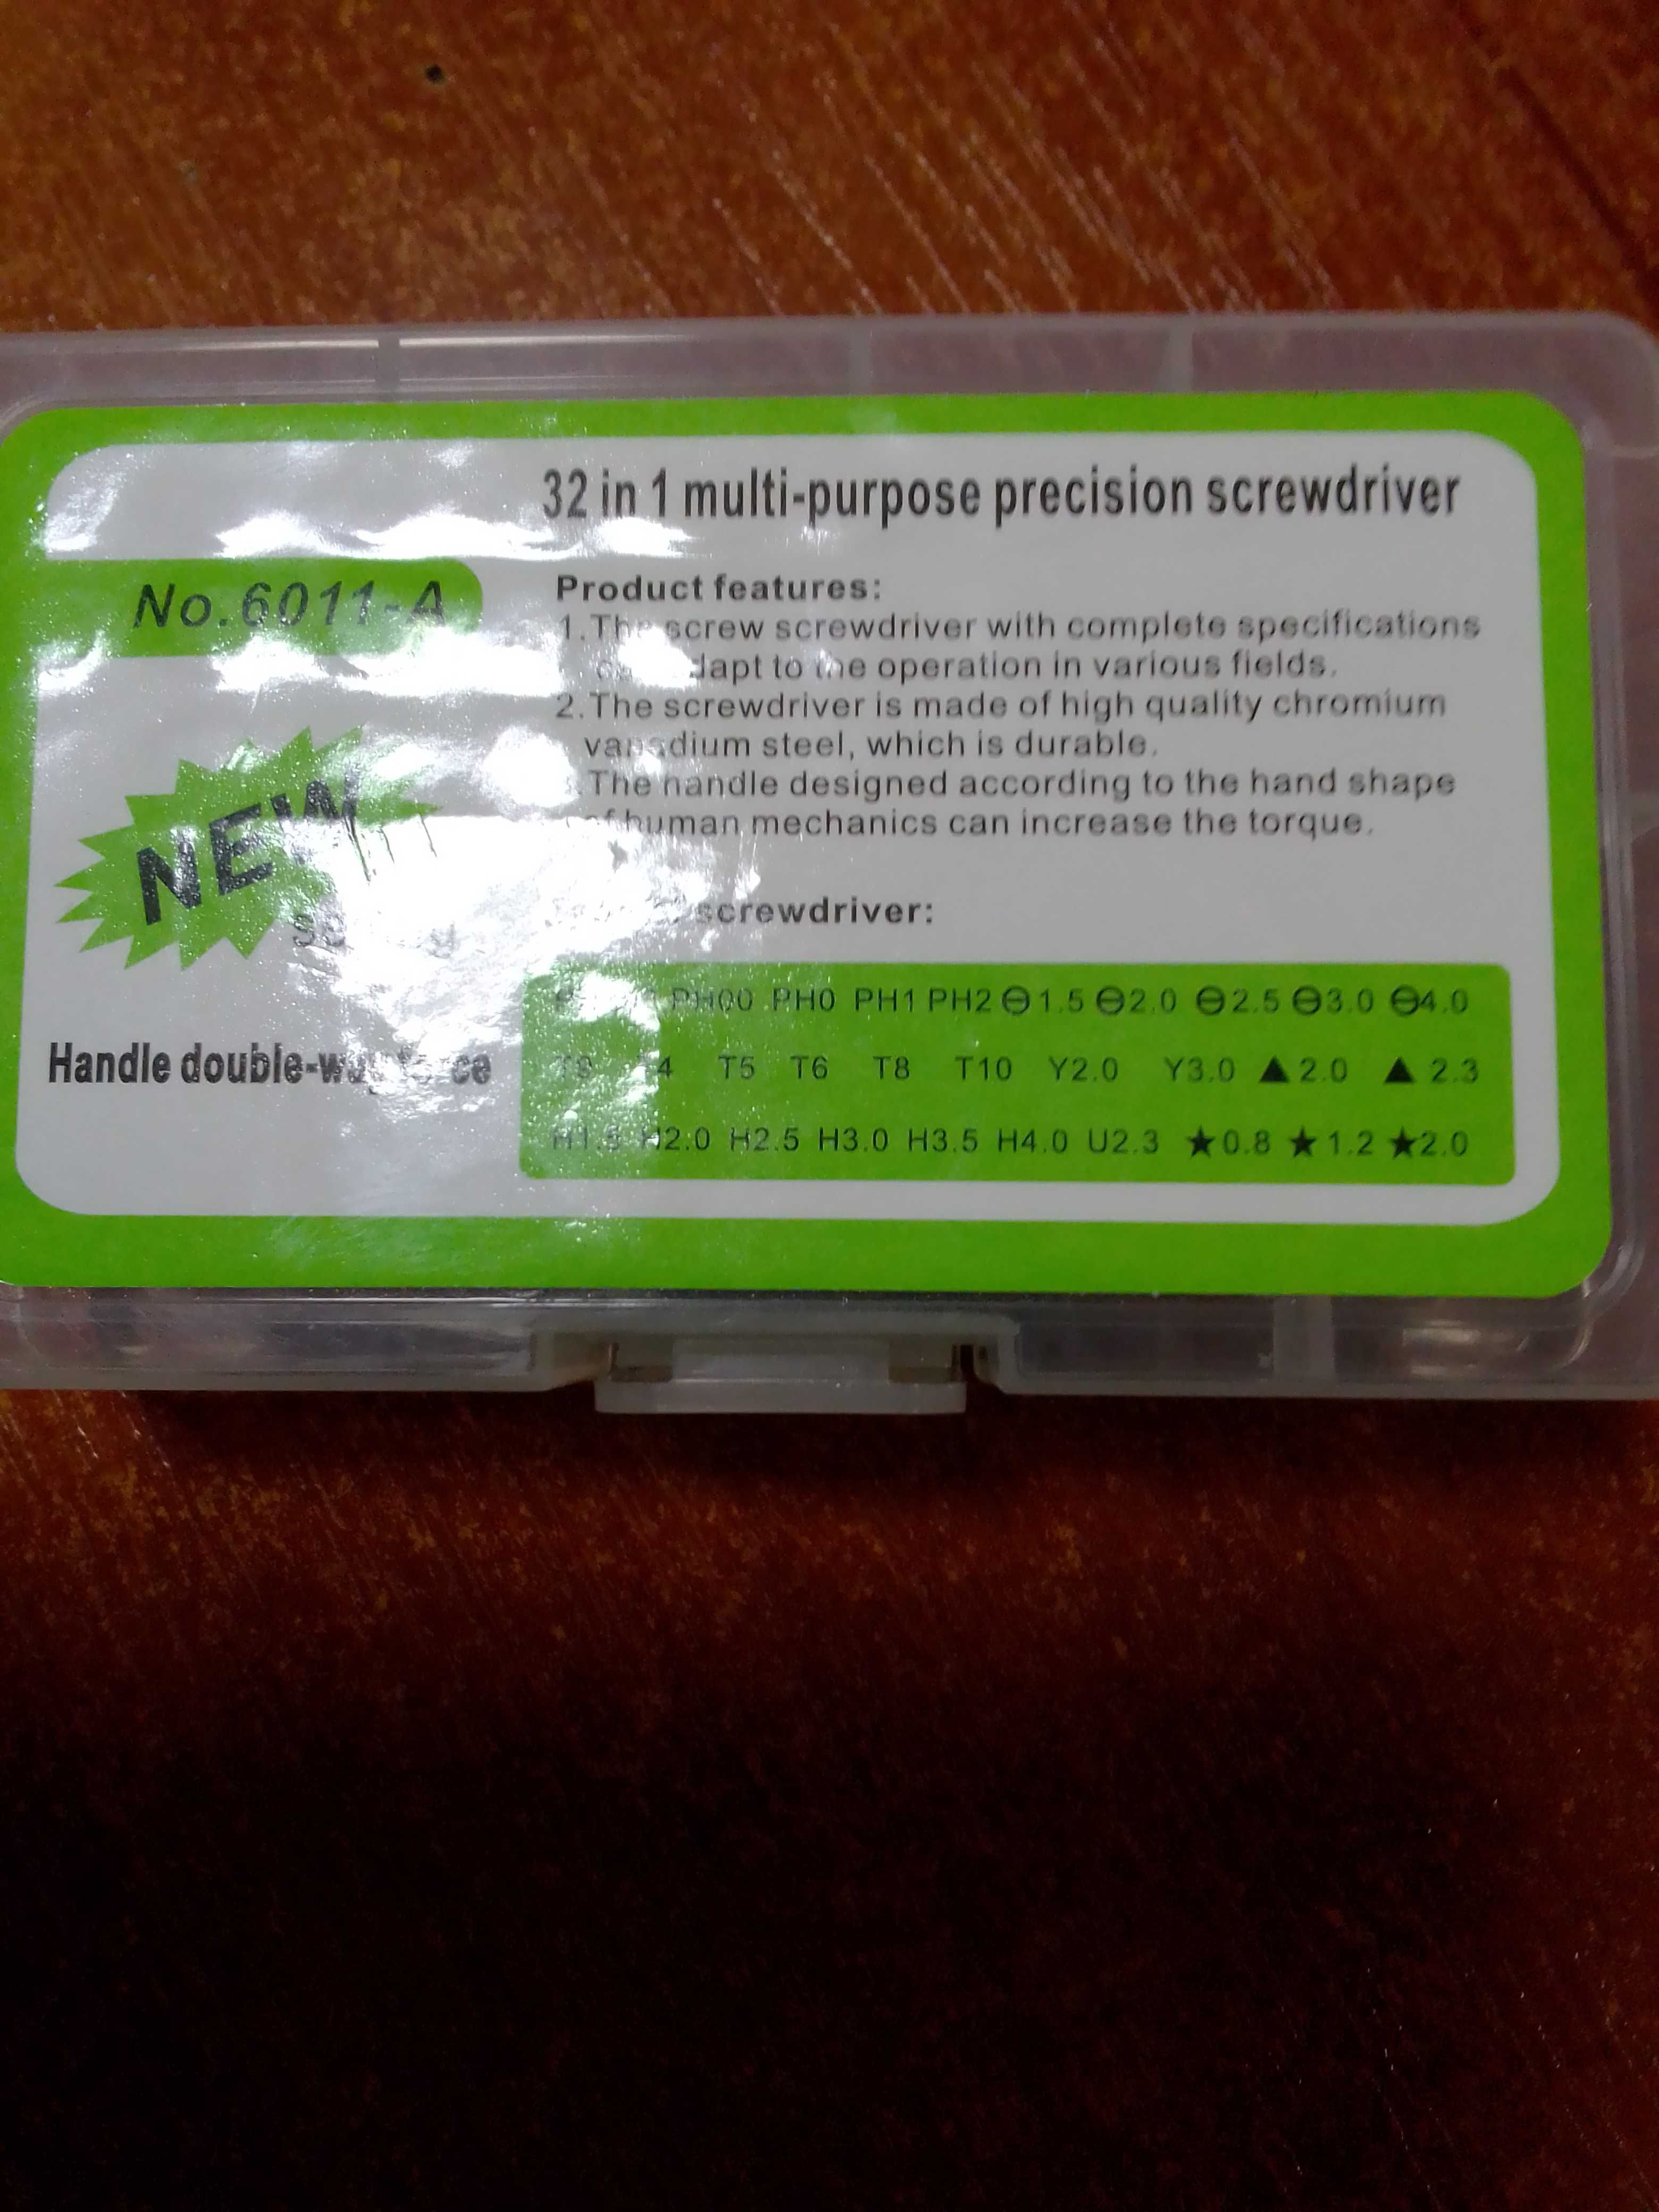 32 in 1 multi-purpose precision screwdriver
No.6011-A
Product features:
1.The screw screwdriver with complete specifications
to the operation in various fields.
2.The screwdriver is made of high quality chromium
vanadium steel, which is durable.
The handle designed according to the hand shape
of human mechanics can increase the torque.
NEW
screwdriver:
PH00 PH0 PH1 PH2 ⊖1.5 ⊖2.0 ⊖2.5 ⊖3.0 ⊖4.0
Handle double-way
T5 T6 T8 T10 Y2.0 Y3.0 ▲2.0 ▲2.3
H2.0 H2.5 H3.0 H3.5 H4.0 U2.3 ★0.8 ★1.2 ★2.0